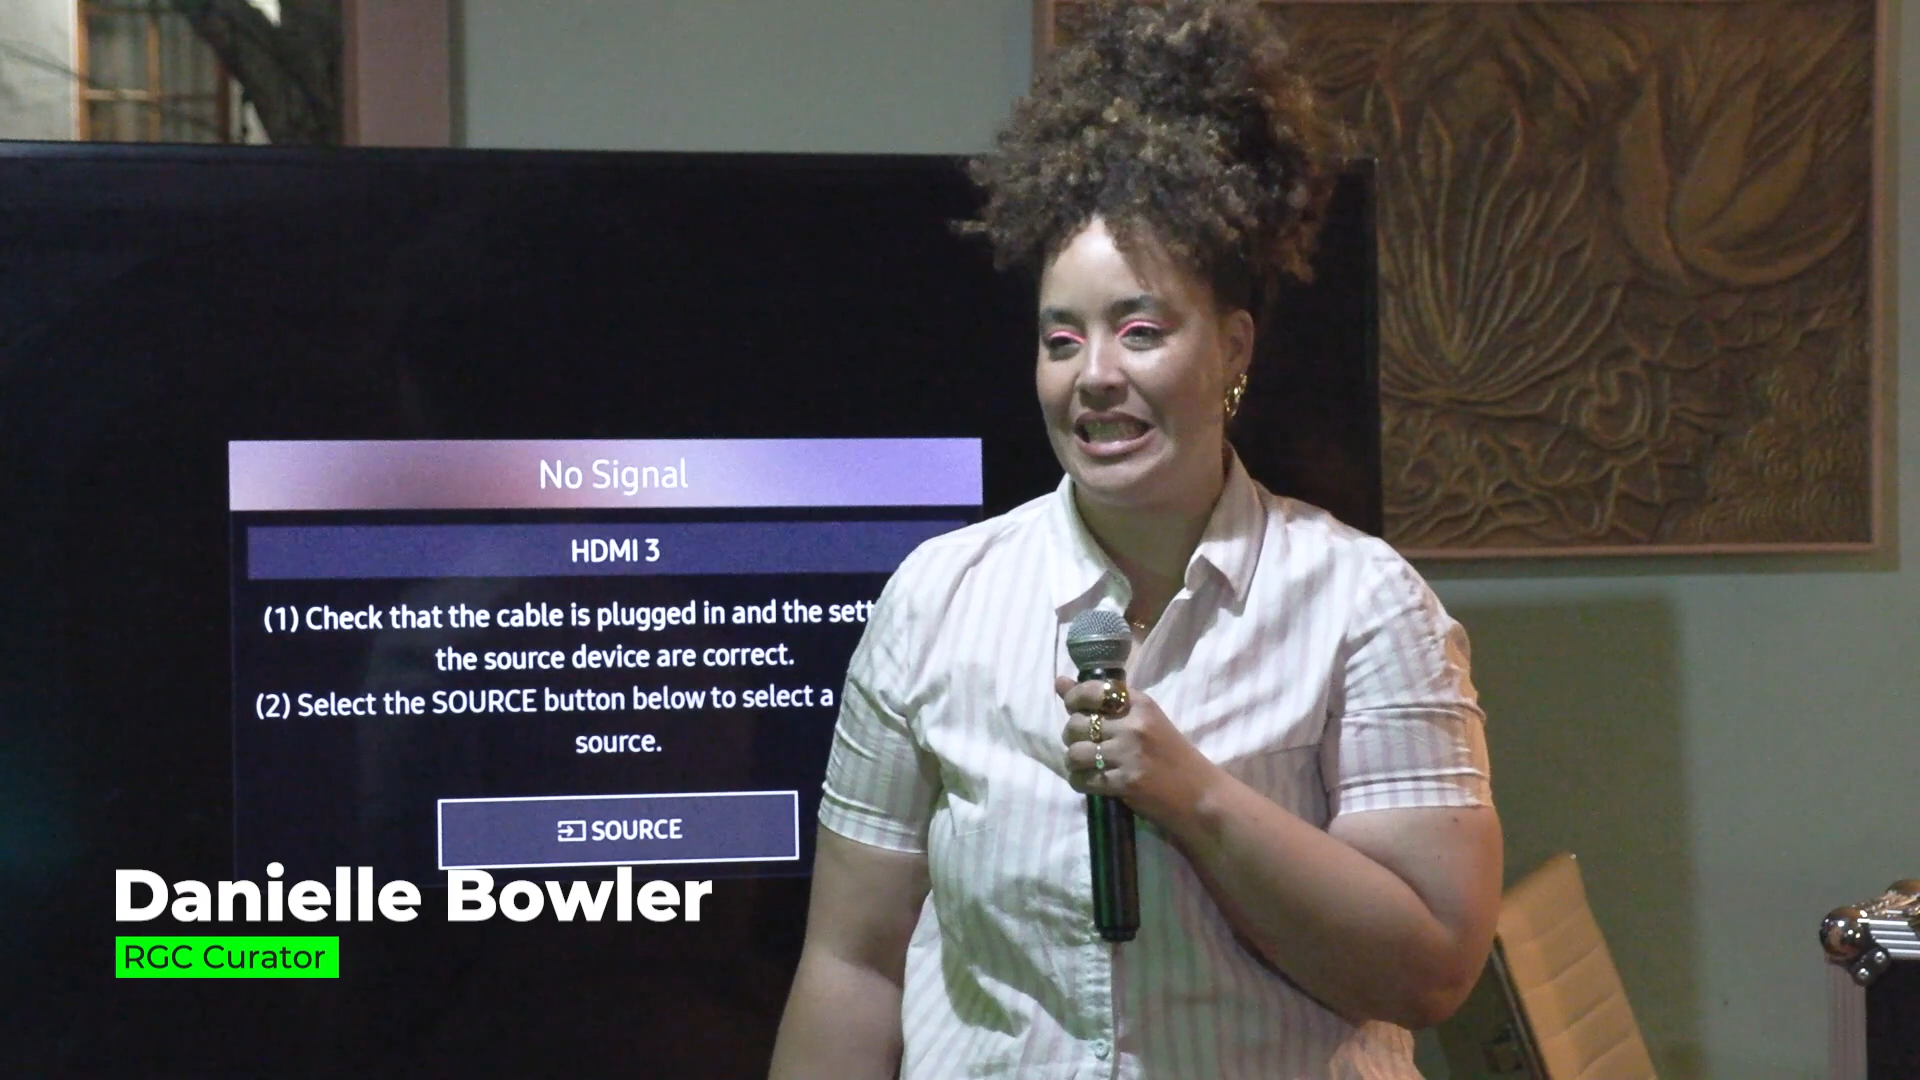 No Signal
HDMI 3
(1) Check that the cable is plugged in and the
the source device are correct.
(2) Select the SOURCE button below to select a
source.
SOURCE
Danielle Bowler
RGC Curator